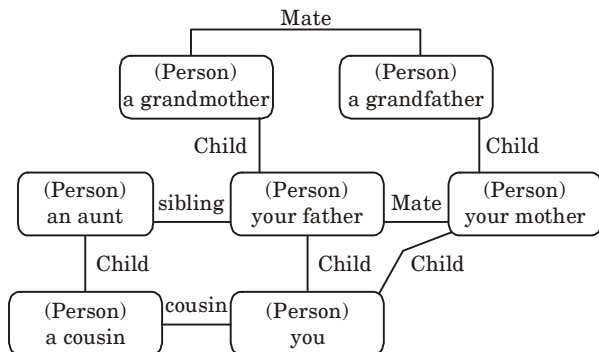 Mate
(Person)
a grandmother
(Person)
a grandfather
Child
Child
(Person)
an aunt
sibling
(Person)
your father
Mate
(Person)
your mother
Child
Child
Child
(Person)
a cousin
cousin
(Person)
you